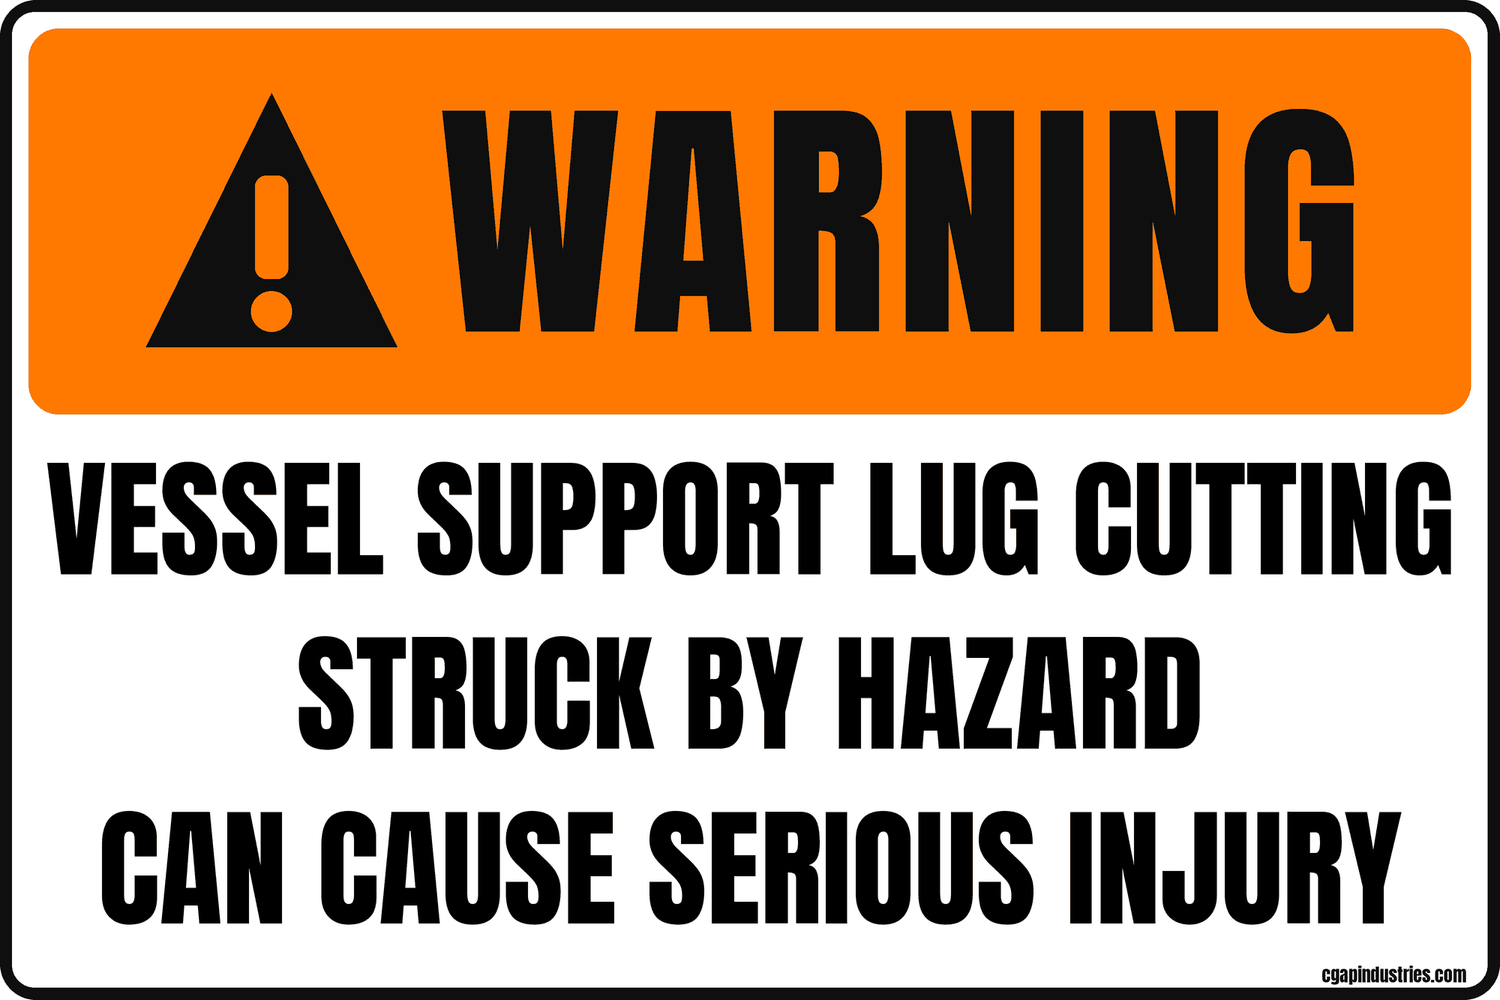 WARNING
VESSEL SUPPORT LUG CUTTING
STRUCK BY HAZARD
CAN CAUSE SERIOUS INJURY
cgapindustries.com